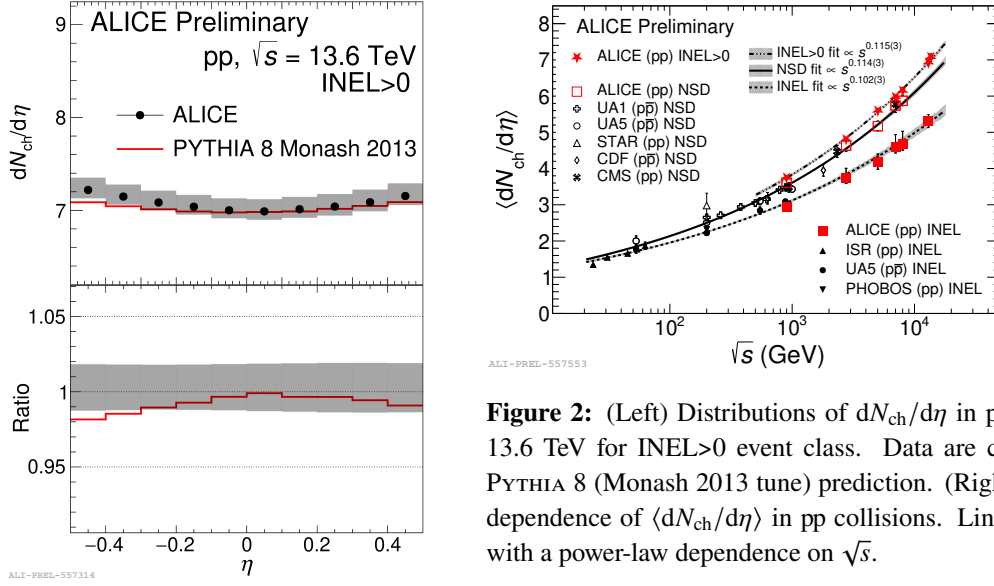 ALICE Preliminary
pp, √s = 13.6 TeV
INEL>0
ALICE
PYTHIA 8 Monash 2013
dN_ch/dη
9
8
7
Ratio
1.05
1
0.95
−0.4 −0.2 0 0.2 0.4
η
ALI-PREL-557314
ALICE Preliminary
ALICE (pp) INEL>0
ALICE (pp) NSD
UA1 (pp̅) NSD
UA5 (pp̅) NSD
STAR (pp) NSD
CDF (pp̅) NSD
CMS (pp) NSD
INEL>0 fit ∝ s^0.115(3)
NSD fit ∝ s^0.114(3)
INEL fit ∝ s^0.102(3)
ALICE (pp) INEL
ISR (pp) INEL
UA5 (pp̅) INEL
PHOBOS (pp) INEL
⟨dN_ch/dη⟩
8
7
6
5
4
3
2
1
0
10^2 10^3 10^4
√s (GeV)
ALI-PREL-557553
Figure 2: (Left) Distributions of dN_ch/dη in p
13.6 TeV for INEL>0 event class. Data are c
PYTHIA 8 (Monash 2013 tune) prediction. (Righ
dependence of ⟨dN_ch/dη⟩ in pp collisions. Lin
with a power-law dependence on √s.